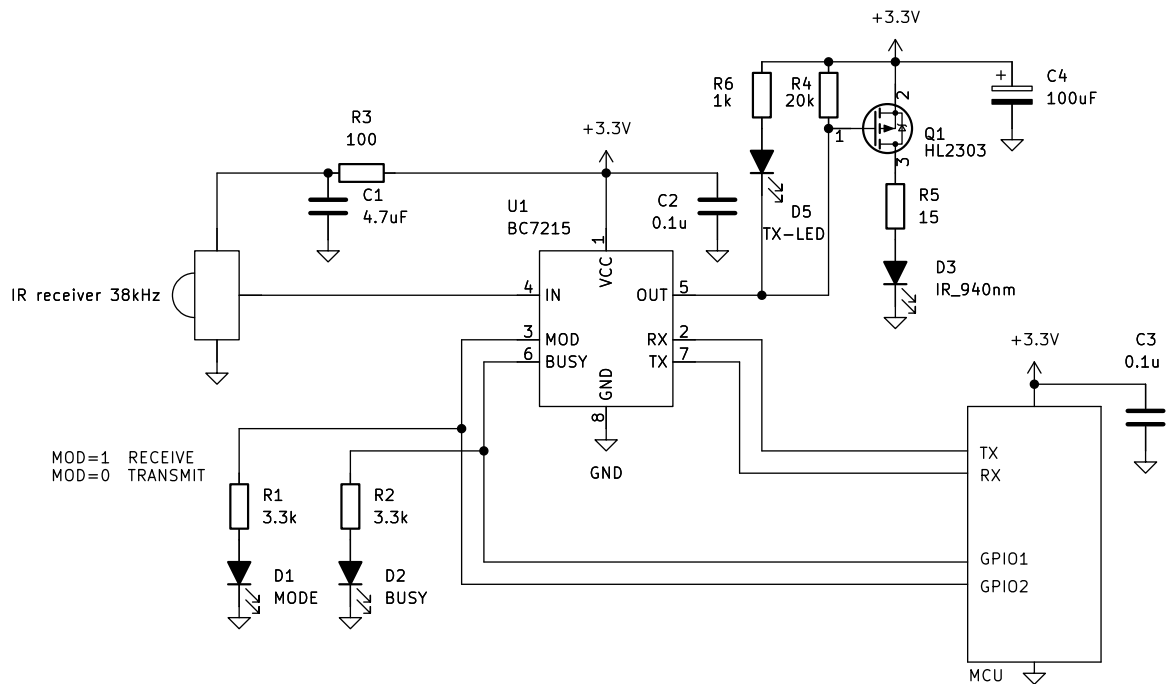 +3.3V
R6
1k
R4
20k
2
+
C4
100uF
1
Q1
HL2303
3
R3
100
+3.3V
C1
4.7uF
C2
0.1u
U1
BC7215
R5
15
D5
TX-LED
1
VCC
IR receiver 38kHz
4
IN
OUT
5
D3
IR_940nm
3
MOD
RX
2
6
BUSY
TX
7
GND
8
GND
+3.3V
C3
0.1u
MOD=1 RECEIVE
MOD=0 TRANSMIT
TX
RX
R1
3.3k
R2
3.3k
GPIO1
GPIO2
D1
MODE
D2
BUSY
MCU